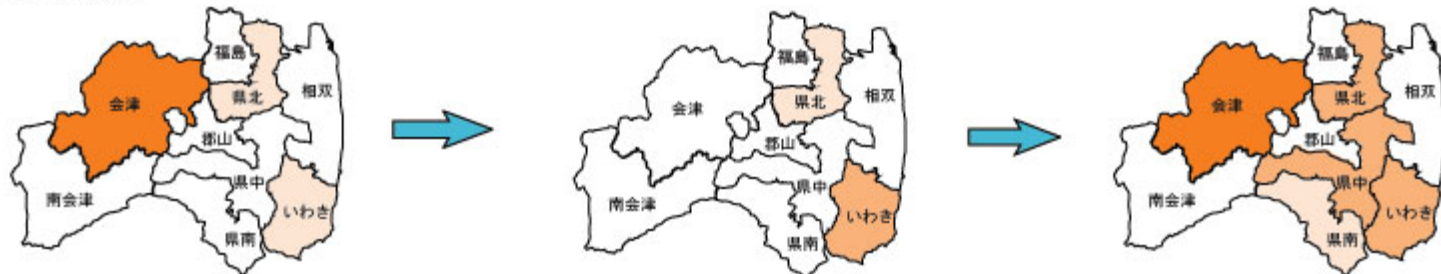 福島
県北
相双
会津
郡山
県中
南会津
いわき
県南
福島
県北
相双
会津
郡山
県中
南会津
いわき
県南
福島
県北
相双
会津
郡山
県中
南会津
いわき
県南